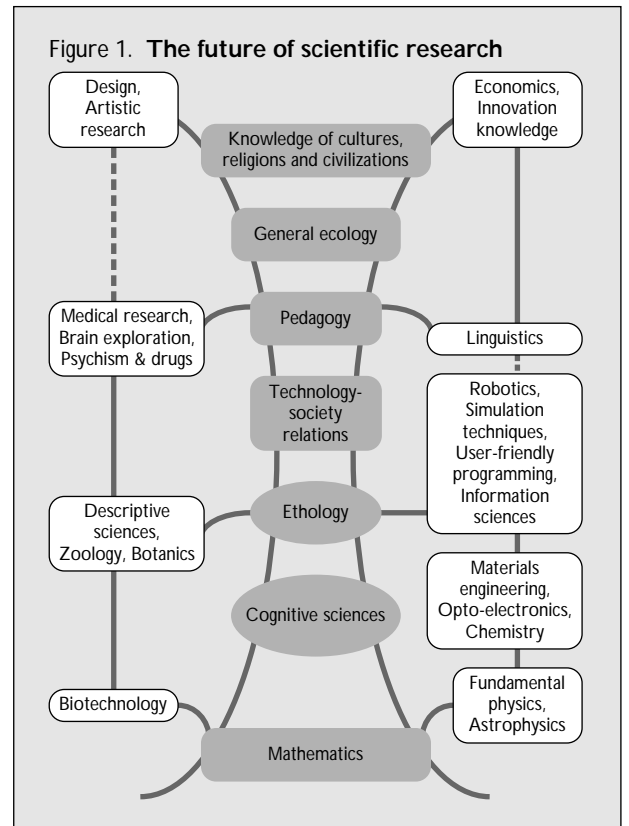 Figure 1. The future of scientific research
Design,
Artistic
research
Economics,
Innovation
knowledge
Knowledge of cultures,
religions and civilizations
General ecology
Medical research,
Brain exploration,
Psychism & drugs
Pedagogy
Linguistics
Technology-
society
relations
Robotics,
Simulation
techniques,
User-friendly
programming,
Information
sciences
Descriptive
sciences,
Zoology, Botanics
Ethology
Materials
engineering,
Opto-electronics,
Chemistry
Cognitive sciences
Biotechnology
Fundamental
physics,
Astrophysics
Mathematics